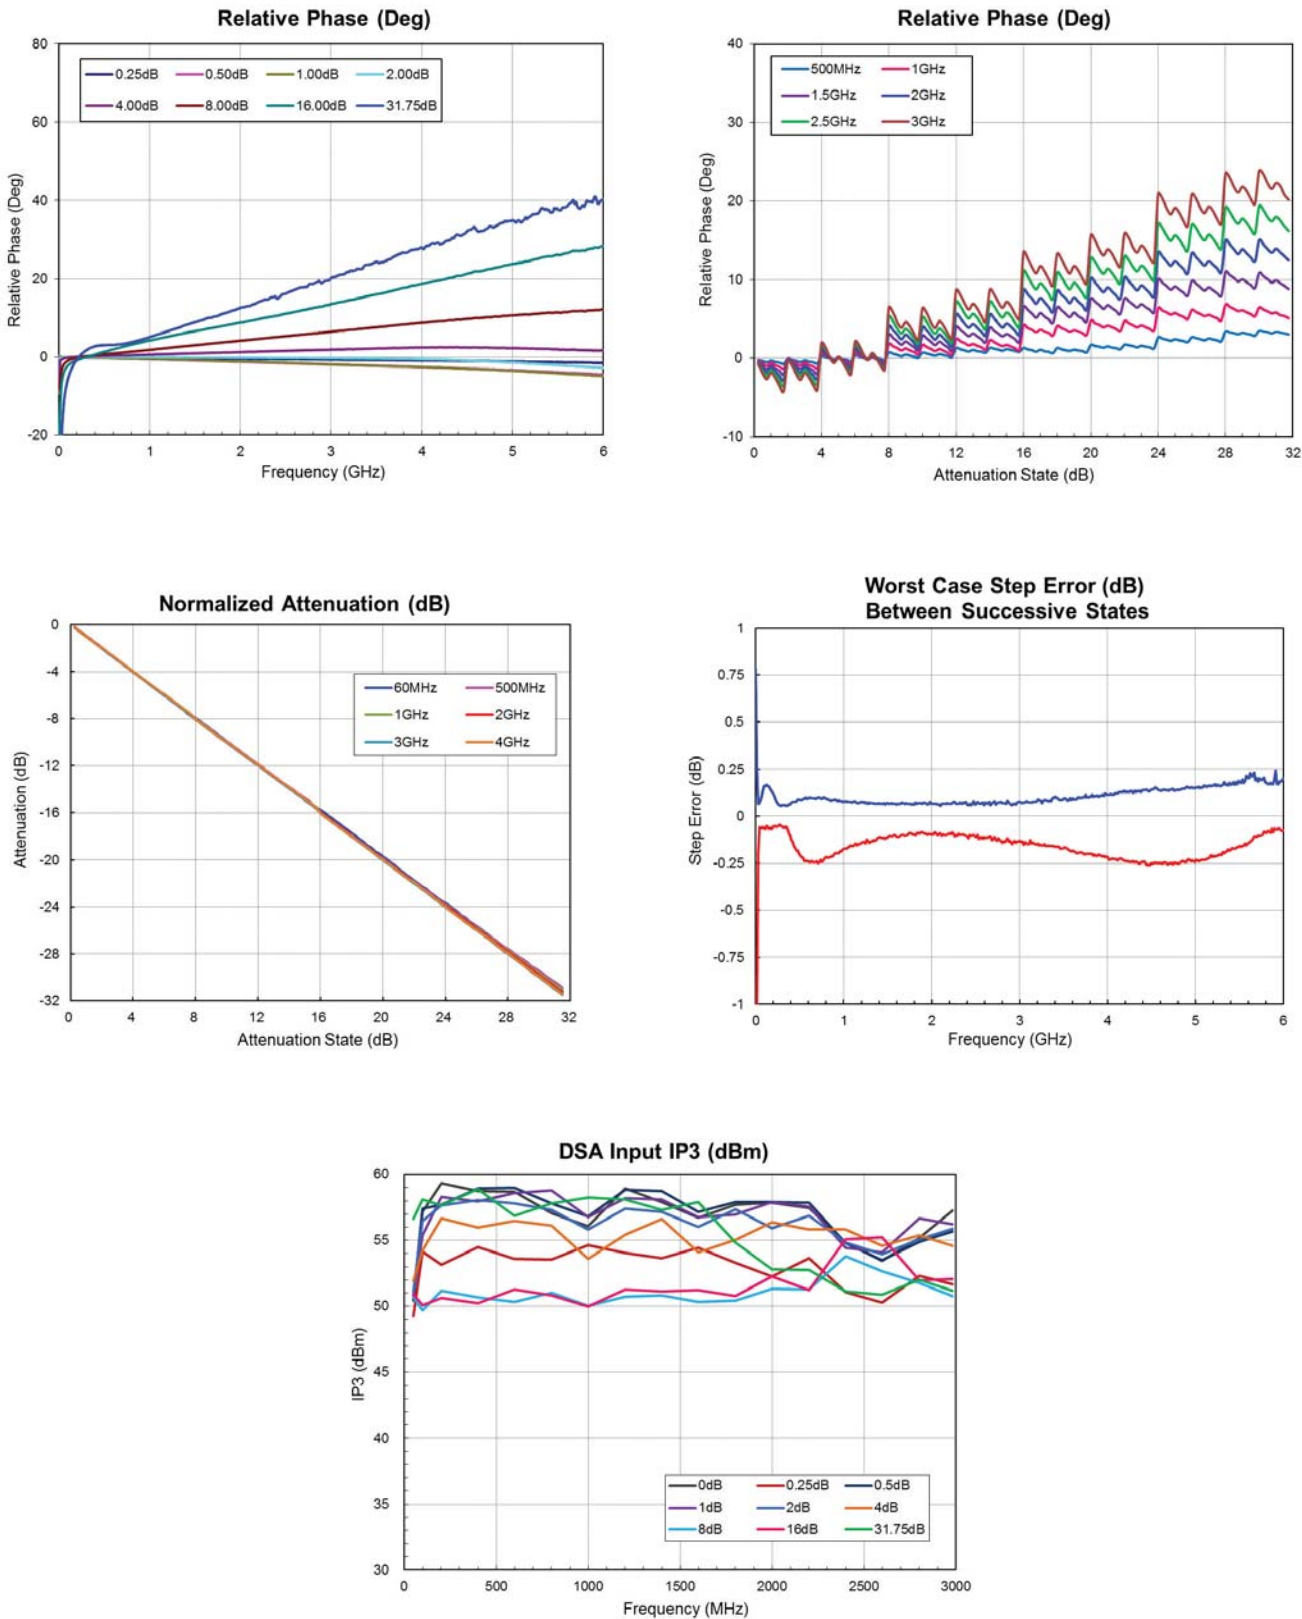 Relative Phase (Deg)
80
60
40
20
0
-20
Relative Phase (Deg)
0.25dB 0.50dB 1.00dB 2.00dB
4.00dB 8.00dB 16.00dB 31.75dB
0 1 2 3 4 5 6
Frequency (GHz)
Relative Phase (Deg)
40
30
20
10
0
-10
Relative Phase (Deg)
500MHz 1GHz
1.5GHz 2GHz
2.5GHz 3GHz
0 4 8 12 16 20 24 28 32
Attenuation State (dB)
Normalized Attenuation (dB)
0
-4
-8
-12
-16
-20
-24
-28
-32
Attenuation (dB)
60MHz 500MHz
1GHz 2GHz
3GHz 4GHz
0 4 8 12 16 20 24 28 32
Attenuation State (dB)
Worst Case Step Error (dB)
Between Successive States
1
0.75
0.5
0.25
0
-0.25
-0.5
-0.75
-1
Step Error (dB)
0 1 2 3 4 5 6
Frequency (GHz)
DSA Input IP3 (dBm)
60
55
50
45
40
35
30
IP3 (dBm)
0dB 0.25dB 0.5dB
1dB 2dB 4dB
8dB 16dB 31.75dB
0 500 1000 1500 2000 2500 3000
Frequency (MHz)